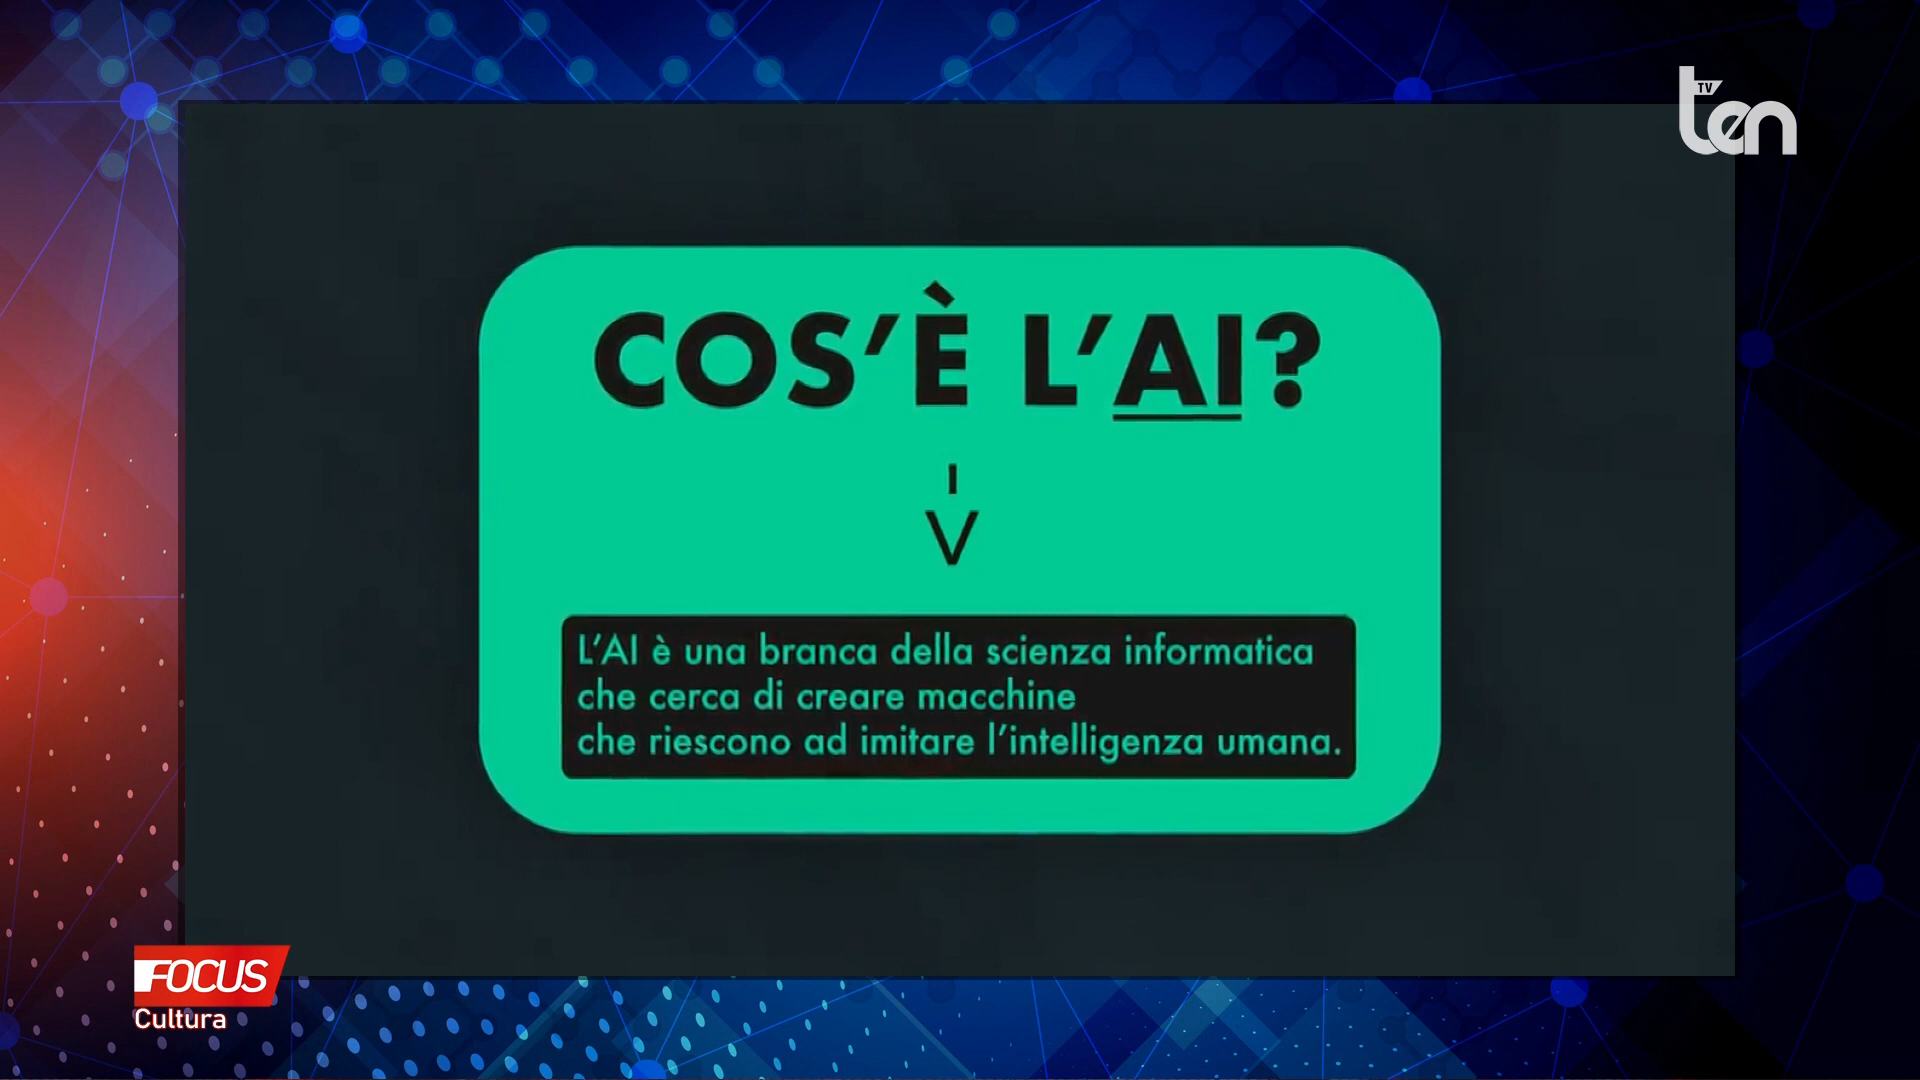 TV
ten
COS’È L’AI?
L’AI è una branca della scienza informatica
che cerca di creare macchine
che riescono ad imitare l’intelligenza umana.
FOCUS
Cultura